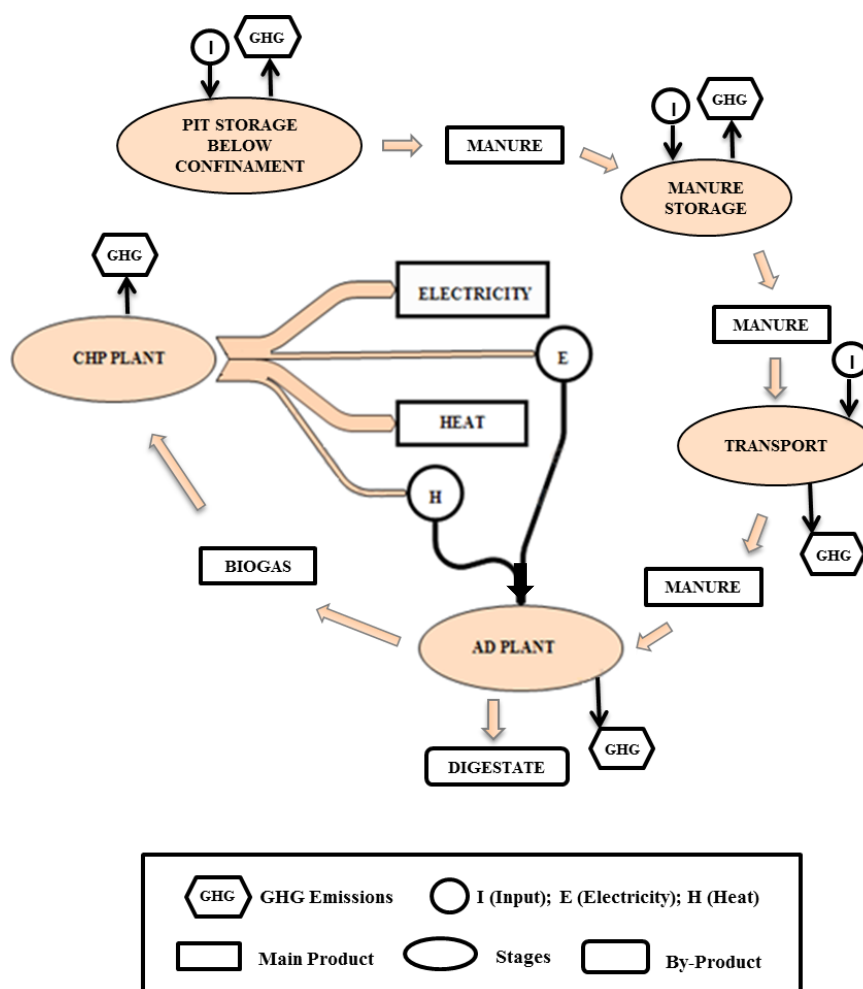 I
GHG
PIT STORAGE
BELOW
CONFINAMENT
MANURE
I
GHG
MANURE
STORAGE
GHG
ELECTRICITY
MANURE
CHP PLANT
E
I
HEAT
TRANSPORT
H
GHG
BIOGAS
MANURE
AD PLANT
GHG
DIGESTATE
GHG GHG Emissions
I (Input); E (Electricity); H (Heat)
Main Product
Stages
By-Product